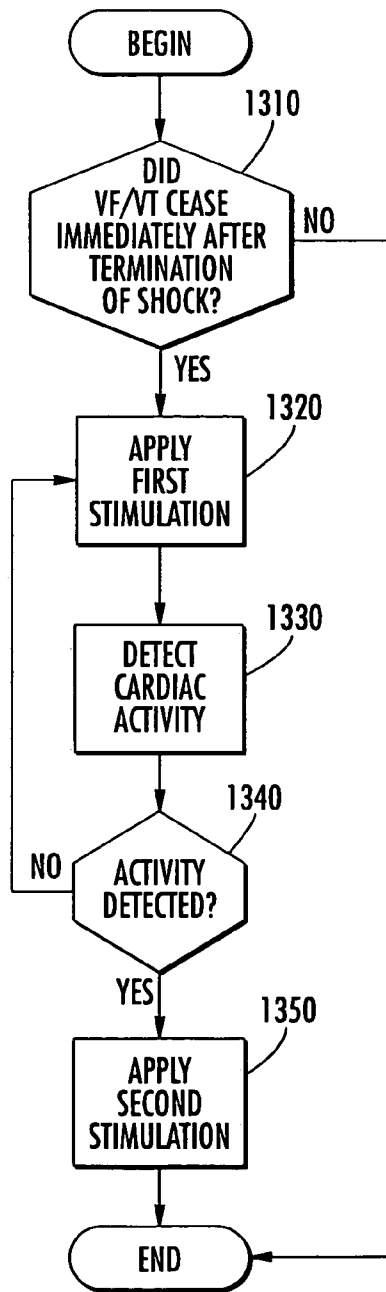 BEGIN
1310
DID
VF/VT CEASE
IMMEDIATELY AFTER
TERMINATION
OF SHOCK?
NO
YES
1320
APPLY
FIRST
STIMULATION
1330
DETECT
CARDIAC
ACTIVITY
1340
NO
ACTIVITY
DETECTED?
YES
1350
APPLY
SECOND
STIMULATION
END